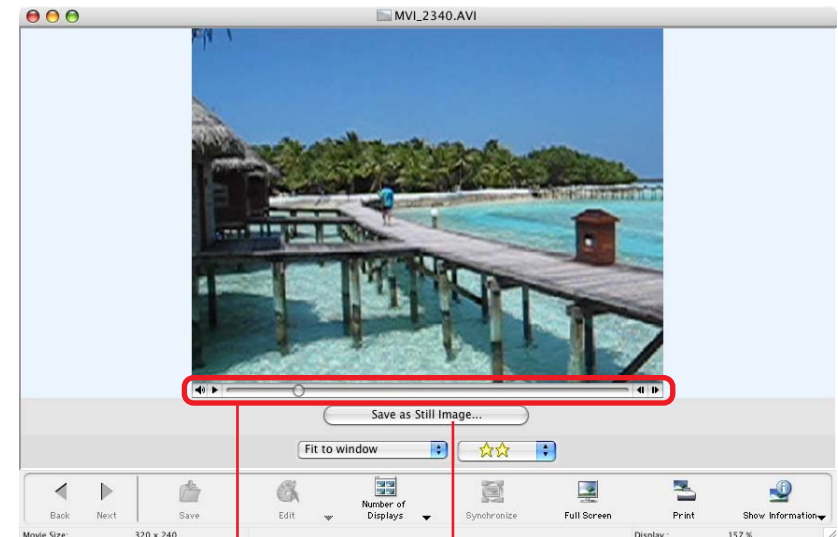 MVI_2340.AVI
Save as Still Image...
Fit to window
Back Next Save Edit Number of Displays Synchronize Full Screen Print Show Information
Movie Size: 320 x 240 Display : 157 %